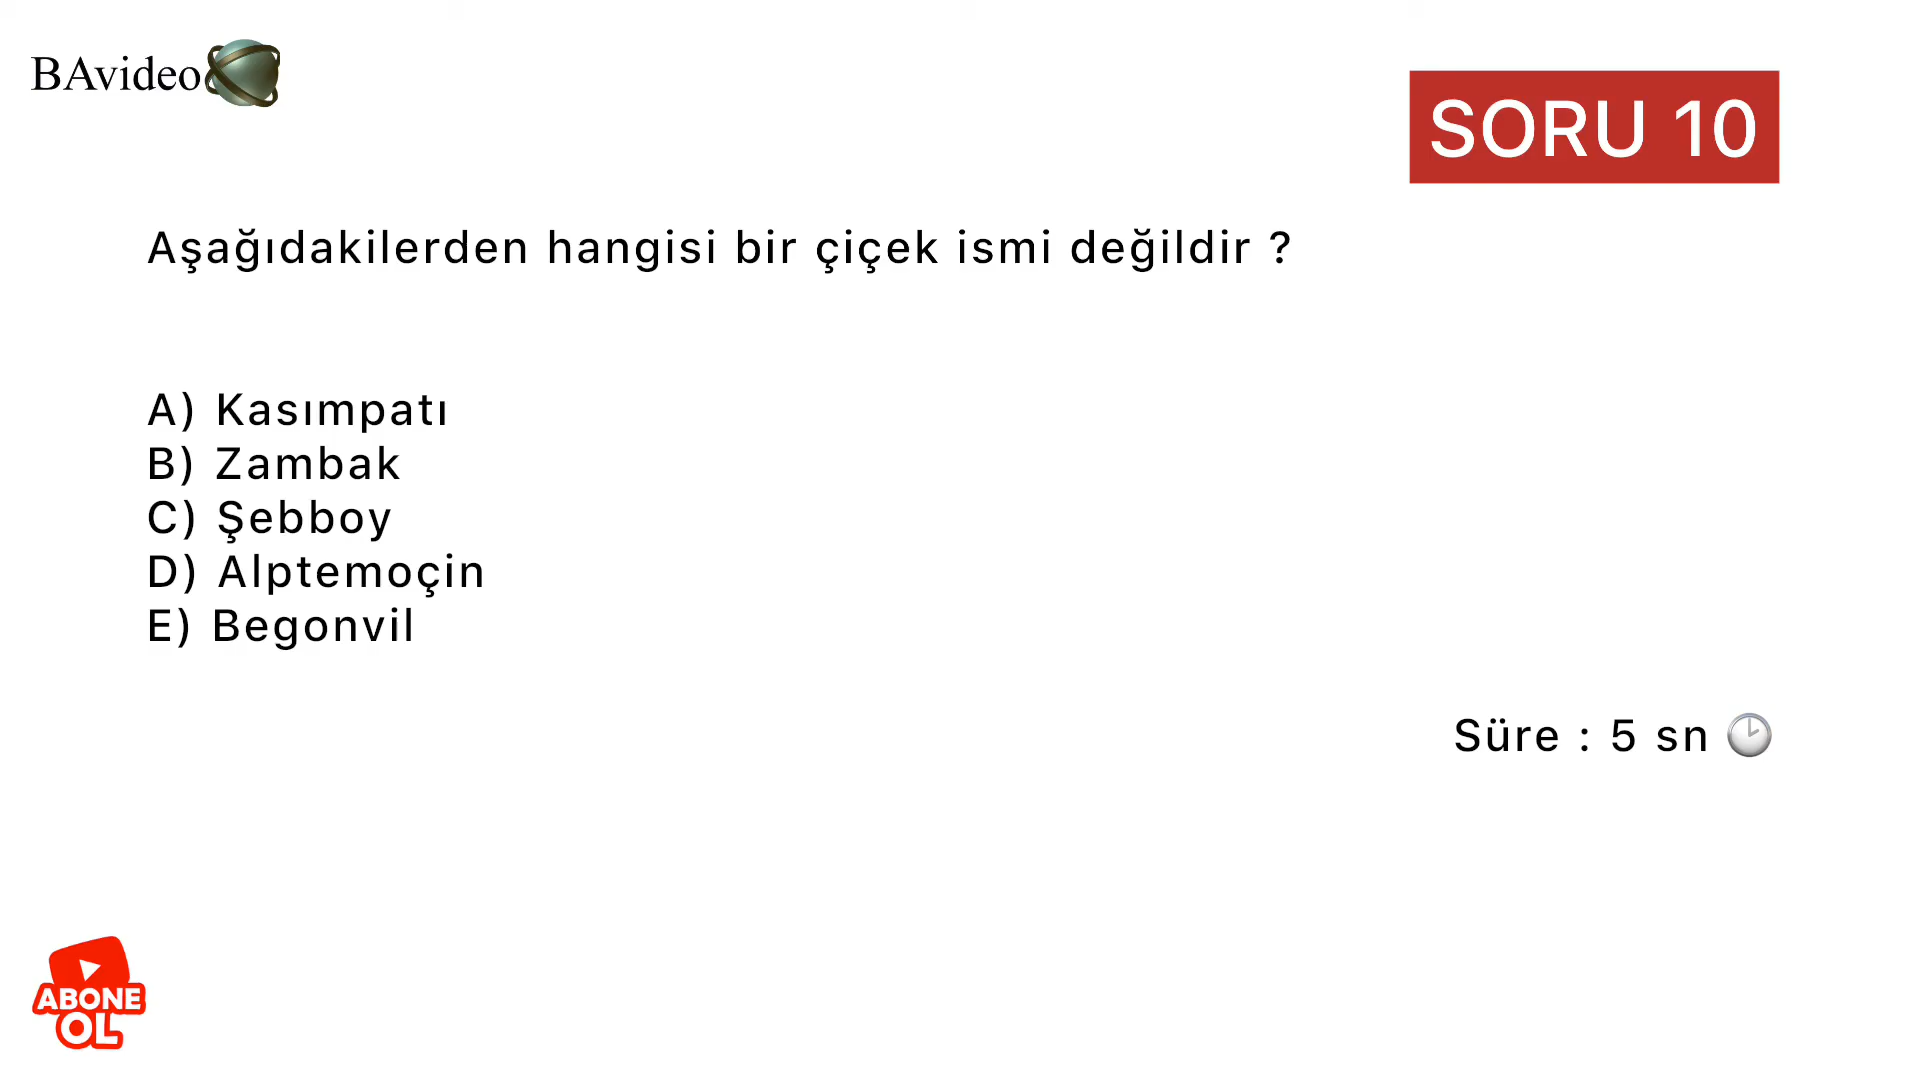 BAvideo
SORU 10
Aşağıdakilerden hangisi bir çiçek ismi değildir ?
A) Kasımpatı
B) Zambak
C) Şebboy
D) Alptemoçin
E) Begonvil
Süre : 5 sn
ABONE
OL